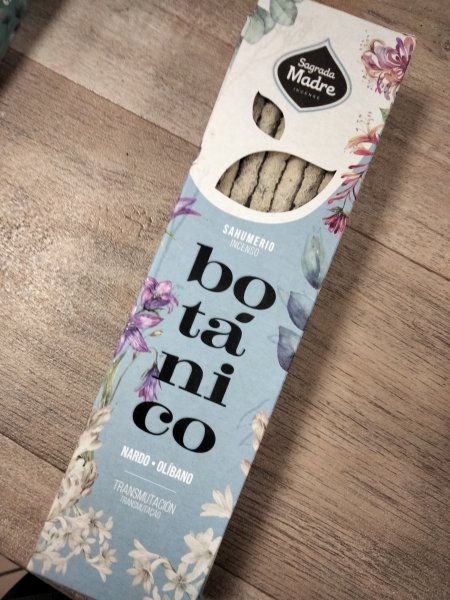 Sagrada
Madre
INCENSE
SAHUMERIO
INCENSO
bo
tá
ni
co
NARDO • OLÍBANO
TRANSMUTACIÓN
TRANSMUTAÇÃO